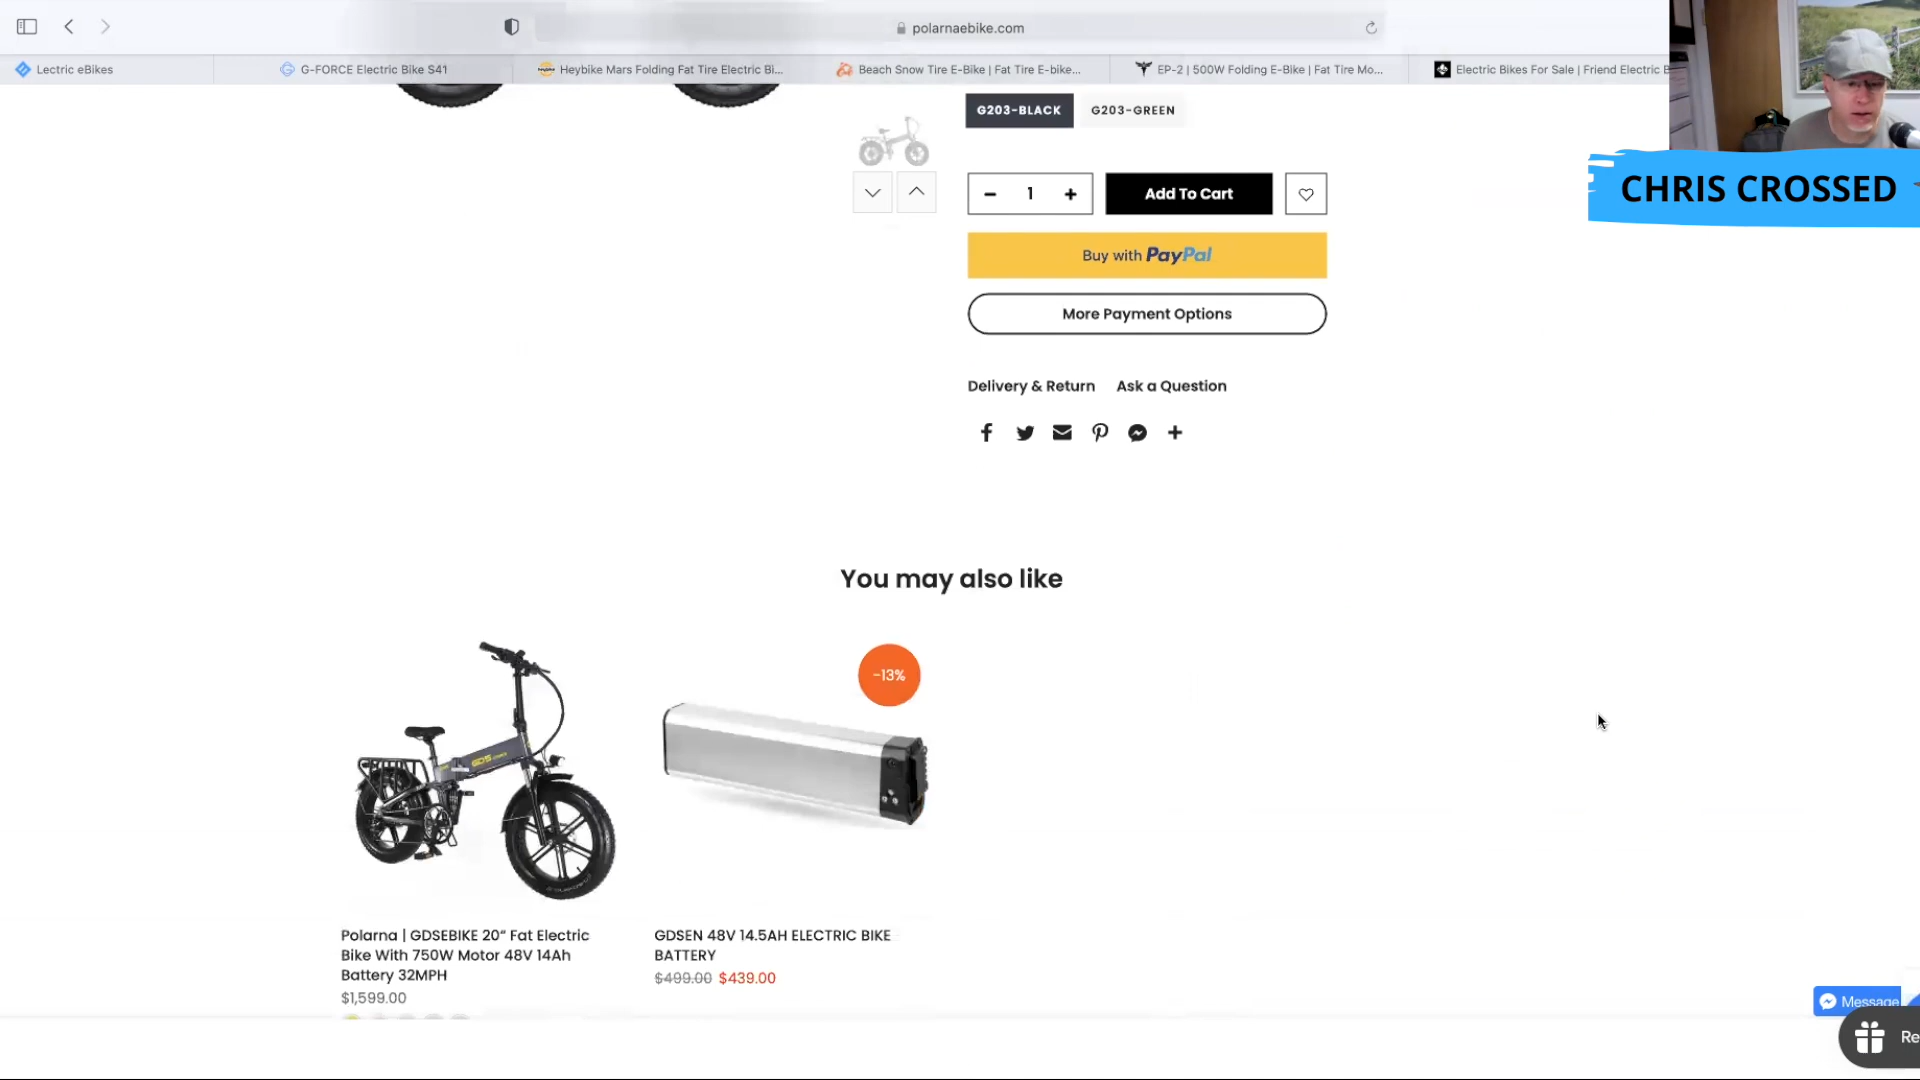 polarnaebike.com
Lectric eBikes
G-FORCE Electric Bike S41
Heybike Mars Folding Fat Tire Electric Bi...
Beach Snow Tire E-Bike | Fat Tire E-bike...
EP-2 | 500W Folding E-Bike | Fat Tire Mo...
Electric Bikes For Sale | Friend Electric B
G203-BLACK
G203-GREEN
CHRIS CROSSED
− 1 +
Add To Cart
Buy with PayPal
More Payment Options
Delivery & Return
Ask a Question
You may also like
-13%
Polarna | GDSEBIKE 20“ Fat Electric
Bike With 750W Motor 48V 14Ah
Battery 32MPH
$1,599.00
GDSEN 48V 14.5AH ELECTRIC BIKE
BATTERY
$499.00 $439.00
Message
Re